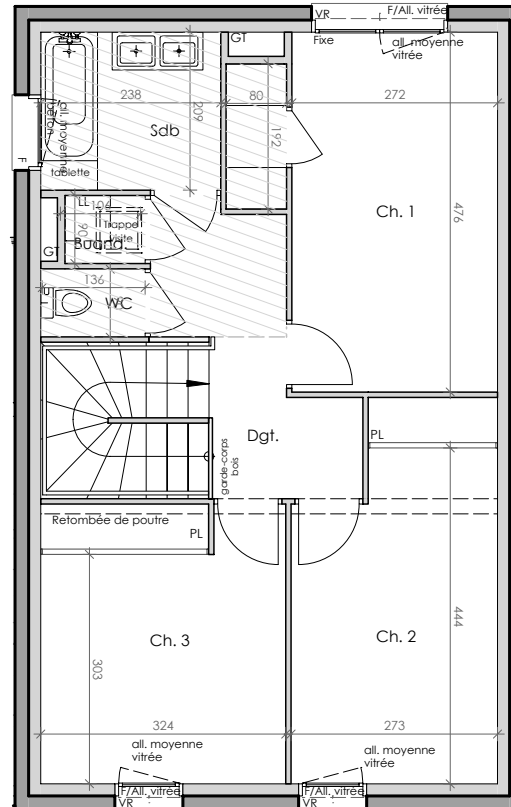 VR
F/All. vitrée
GT
Fixe
all. moyenne
vitrée
all. moyenne
béton
F
238
80
272
209
192
Sdb
tablette
Ch. 1
476
LL
104
Trappe
visite
90
Buand.
GT
136
WC
Dgt.
PL
garde-corps
bois
Retombée de poutre
PL
Ch. 3
Ch. 2
303
444
324
273
all. moyenne
vitrée
all. moyenne
vitrée
F/All. vitrée
VR
F/All. vitrée
VR